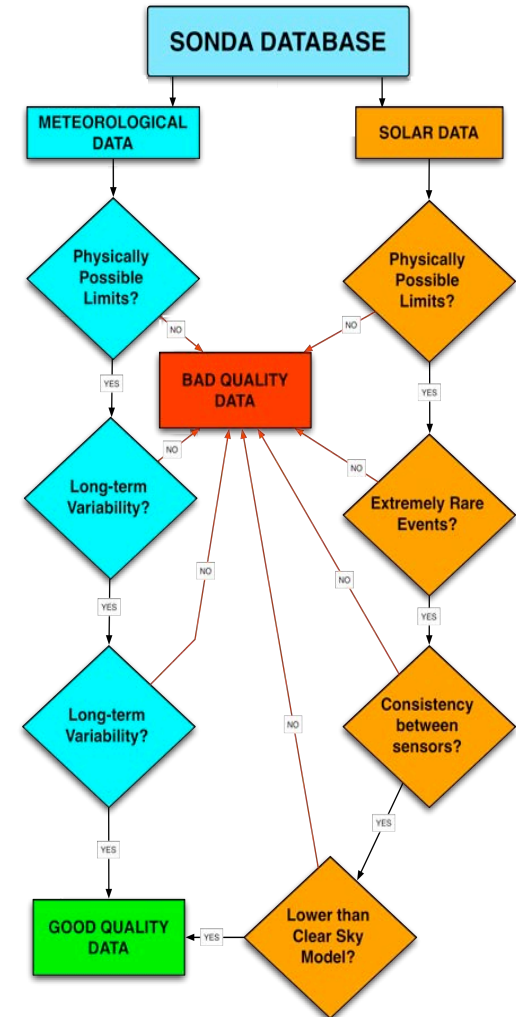 SONDA DATABASE
METEOROLOGICAL
DATA
SOLAR DATA
Physically
Possible
Limits?
Physically
Possible
Limits?
NO
NO
BAD QUALITY
DATA
YES
YES
NO
NO
Long-term
Variability?
Extremely Rare
Events?
NO
NO
YES
YES
Long-term
Variability?
Consistency
between
sensors?
NO
YES
YES
Lower than
Clear Sky
Model?
GOOD QUALITY
DATA
YES